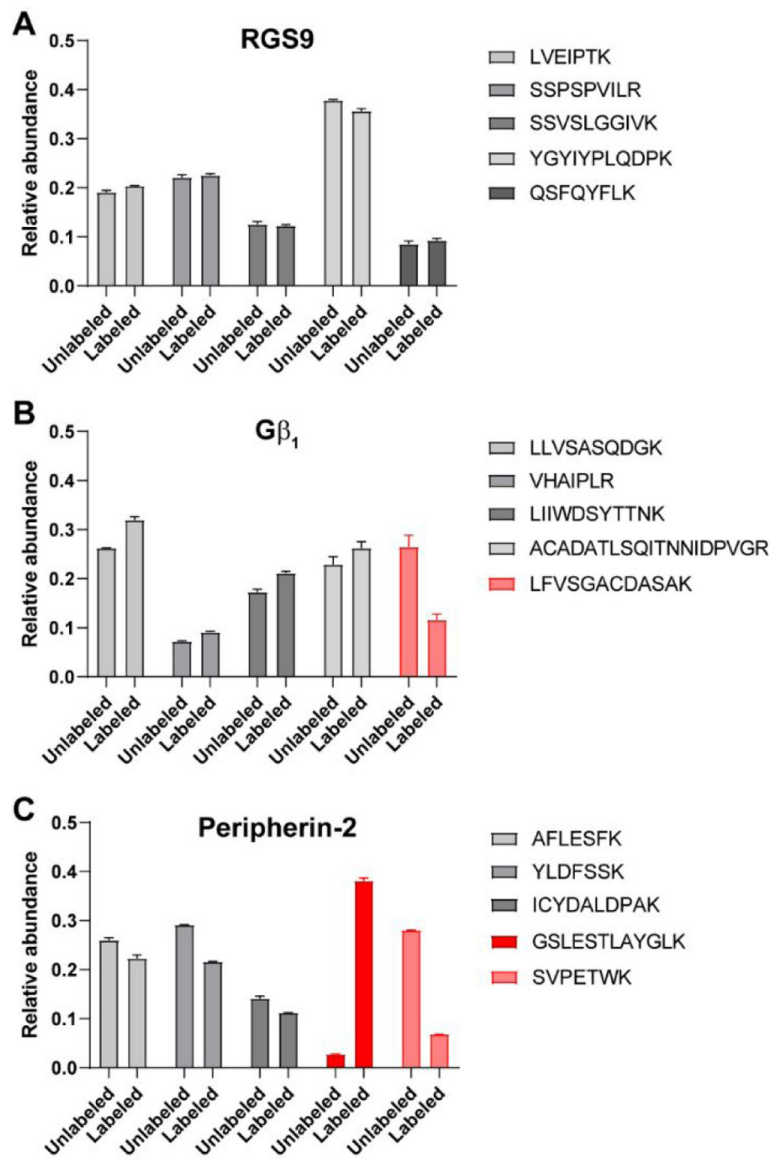 A
RGS9
Relative abundance
0.5
0.4
0.3
0.2
0.1
0.0
Unlabeled
Labeled
Unlabeled
Labeled
Unlabeled
Labeled
Unlabeled
Labeled
Unlabeled
Labeled
LVEIPTK
SSPSPVILR
SSVSLGGIVK
YGYIYPLQDPK
QSFQYFLK
B
Gβ1
Relative abundance
0.5
0.4
0.3
0.2
0.1
0.0
Unlabeled
Labeled
Unlabeled
Labeled
Unlabeled
Labeled
Unlabeled
Labeled
Unlabeled
Labeled
LLVSASQDGK
VHAIPLR
LIIWDSYTTNK
ACADATLSQITNNIDPVGR
LFVSGACDASAK
C
Peripherin-2
Relative abundance
0.5
0.4
0.3
0.2
0.1
0.0
Unlabeled
Labeled
Unlabeled
Labeled
Unlabeled
Labeled
Unlabeled
Labeled
Unlabeled
Labeled
AFLESFK
YLDFSSK
ICYDALDPAK
GSLESTLAYGLK
SVPETWK